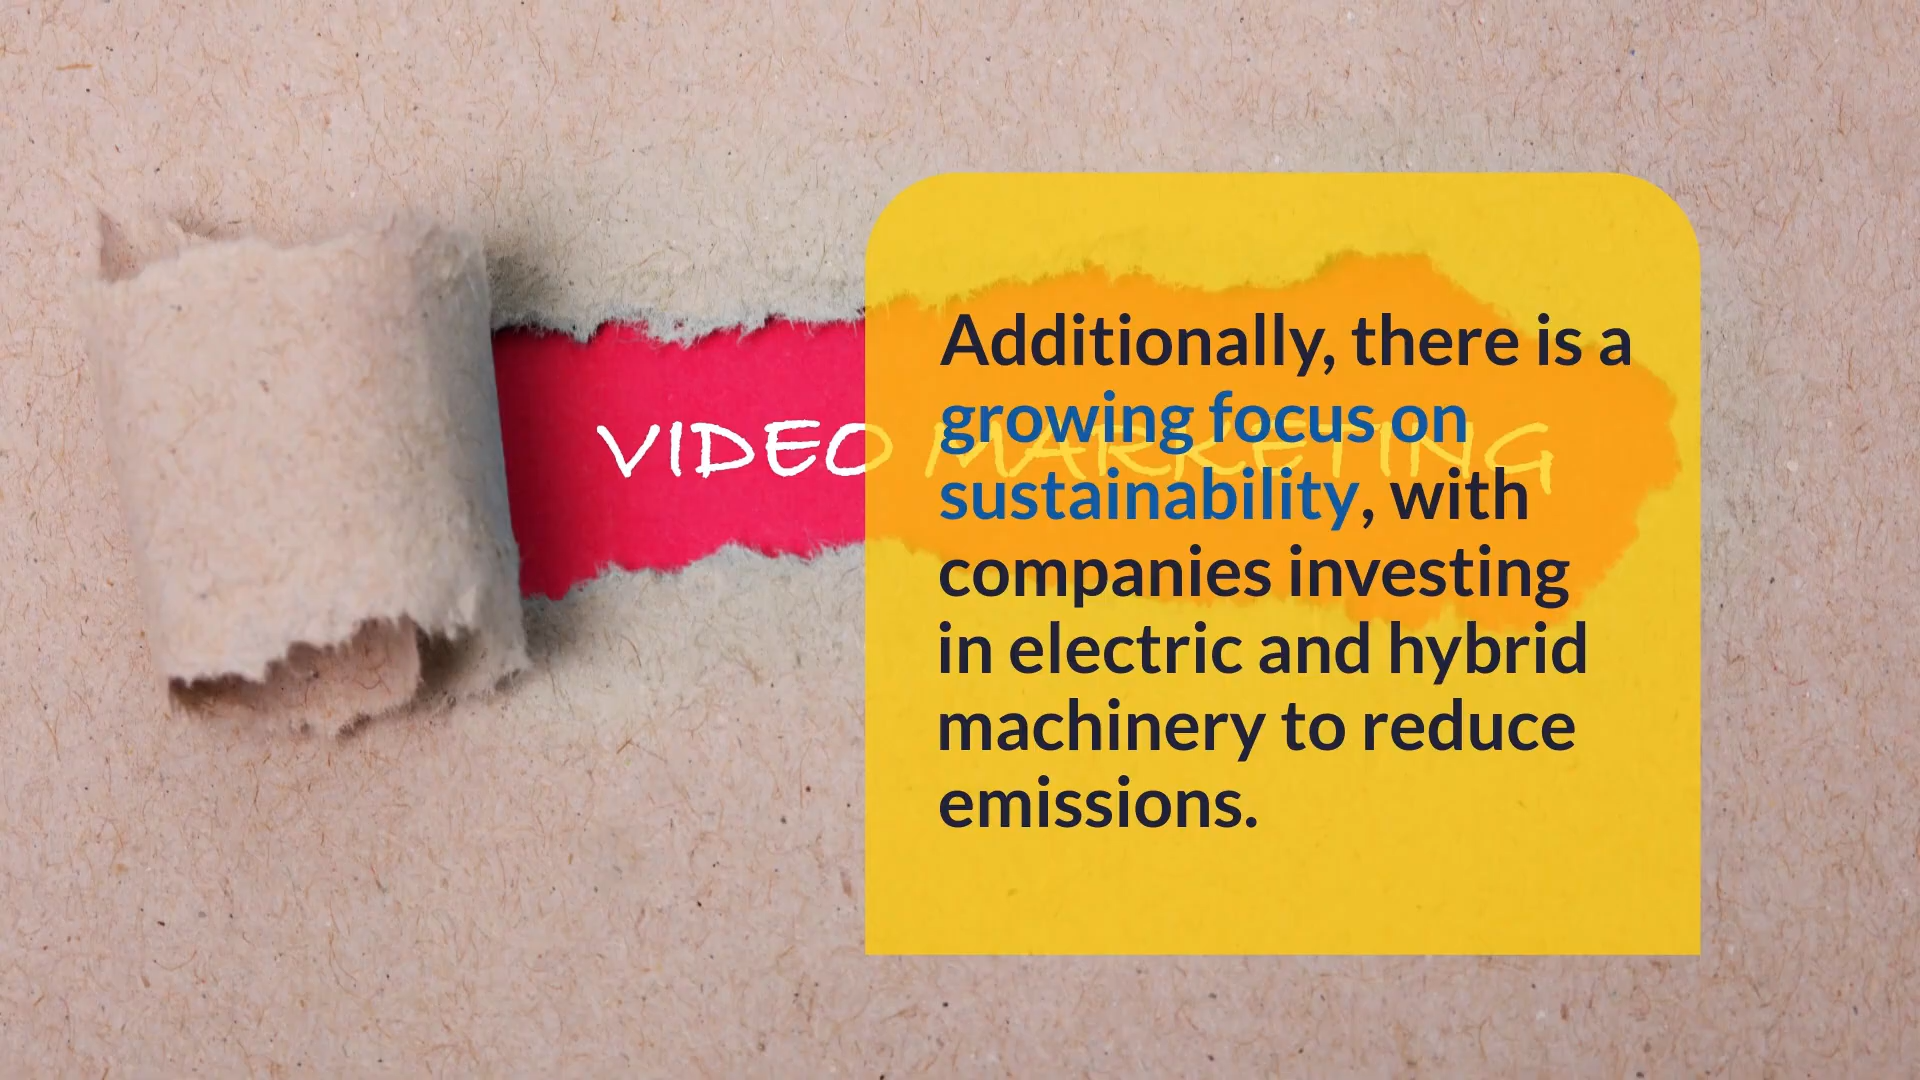 VIDEO MARKETING
Additionally, there is a
growing focus on
sustainability, with
companies investing
in electric and hybrid
machinery to reduce
emissions.